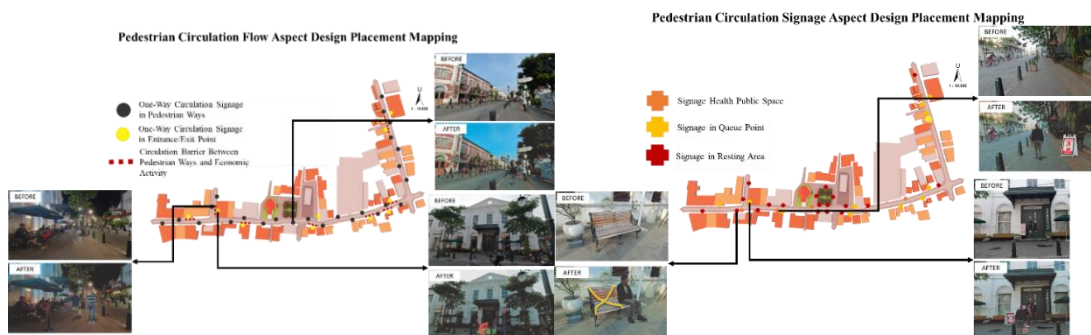 Pedestrian Circulation Flow Aspect Design Placement Mapping
BEFORE
U
One-Way Circulation Signage
in Pedestrian Ways
One-Way Circulation Signage
in Entrance/Exit Point
Circulation Barrier Between
Pedestrian Ways and Economic
Activity
AFTER
BEFORE
AFTER
BEFORE
AFTER
Pedestrian Circulation Signage Aspect Design Placement Mapping
BEFORE
U
Signage Health Public Space
Signage in Queue Point
Signage in Resting Area
AFTER
BEFORE
AFTER
BEFORE
AFTER